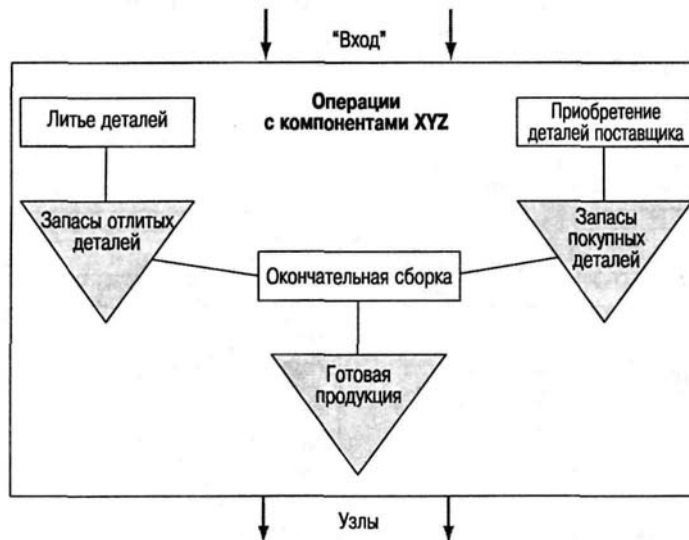 "Вход"
Операции
с компонентами XYZ
Литье деталей
Приобретение
деталей поставщика
Запасы отлитых
деталей
Запасы
покупных
деталей
Окончательная сборка
Готовая
продукция
Узлы